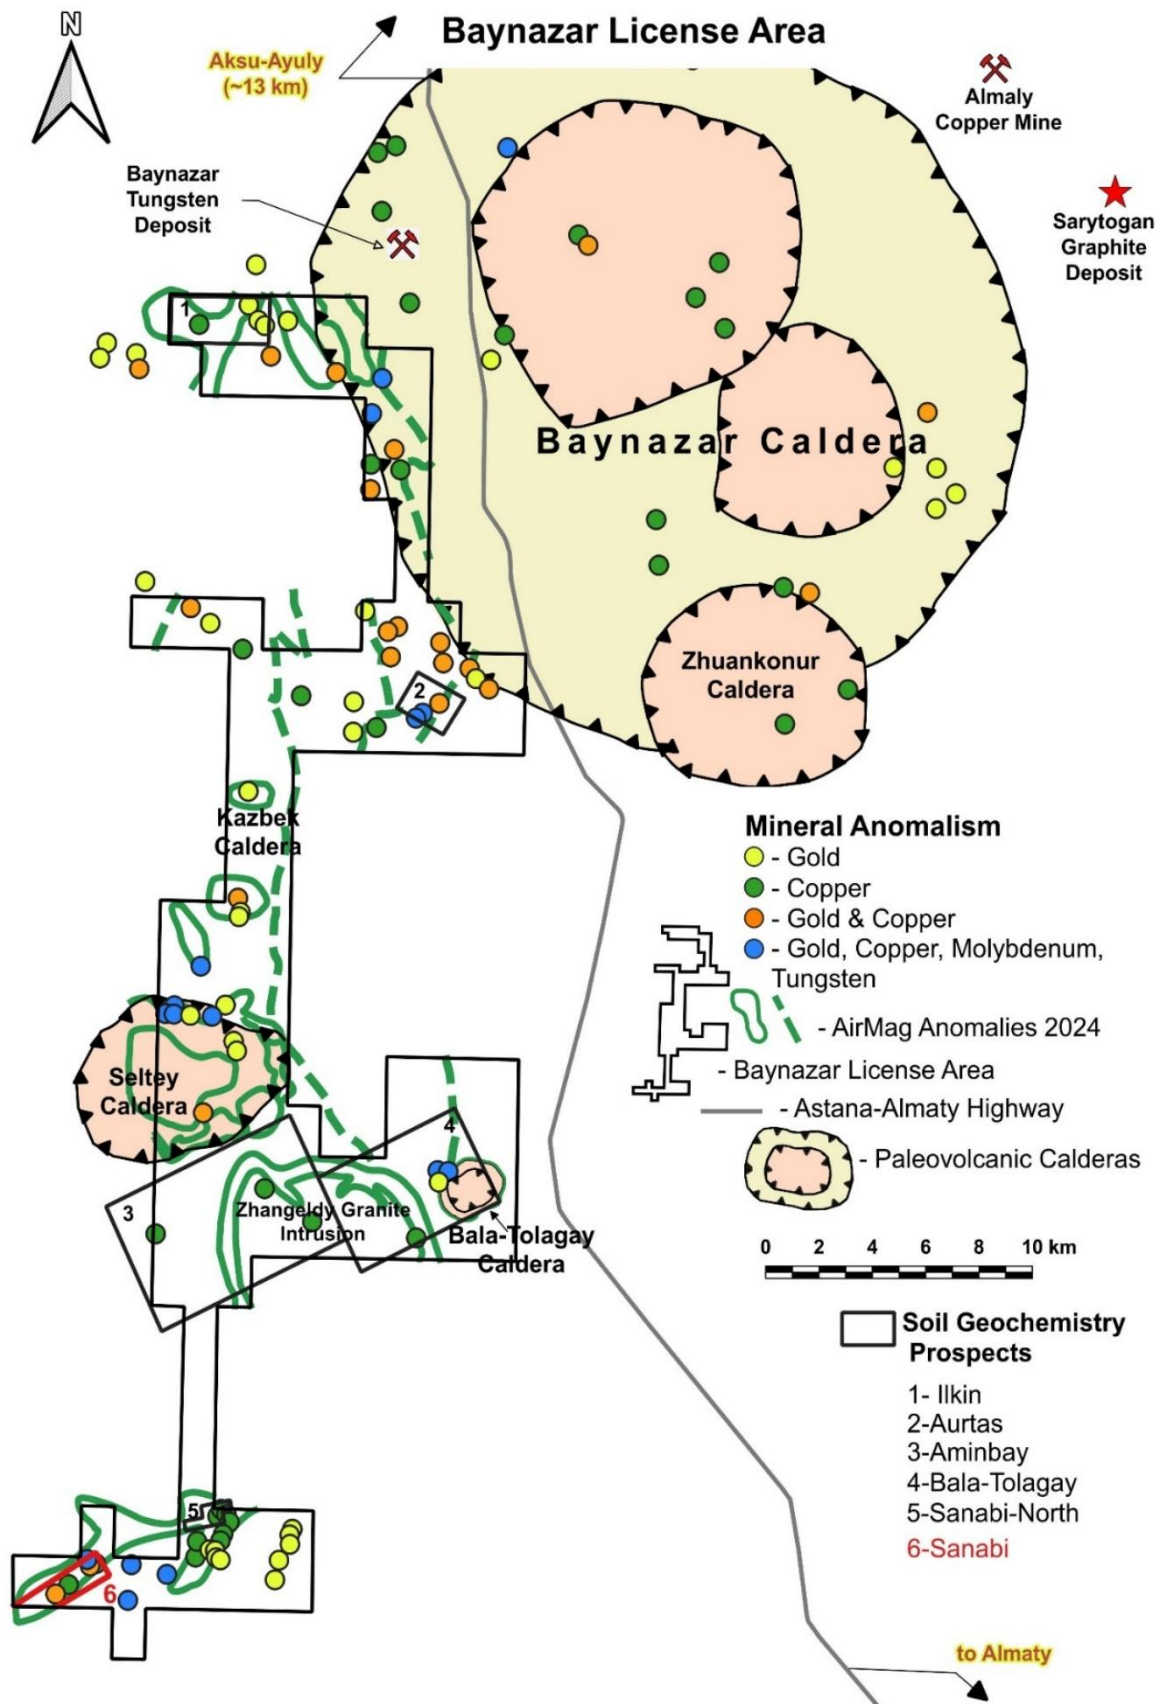 N
Baynazar License Area
Aksu-Ayuly
(~13 km)
Almaly
Copper Mine
Baynazar
Tungsten
Deposit
Sarytogan
Graphite
Deposit
1
Baynazar Caldera
2
Zhuankonur
Caldera
Kazbek
Caldera
Mineral Anomalism
- Gold
- Copper
- Gold & Copper
- Gold, Copper, Molybdenum,
Tungsten
- AirMag Anomalies 2024
- Baynazar License Area
- Astana-Almaty Highway
- Paleovolcanic Calderas
Seltey
Caldera
4
3
Zhangeldy Granite
Intrusion
Bala-Tolagay
Caldera
0 2 4 6 8 10 km
Soil Geochemistry
Prospects
1- Ilkin
2-Aurtas
3-Aminbay
4-Bala-Tolagay
5-Sanabi-North
6-Sanabi
5
6
to Almaty